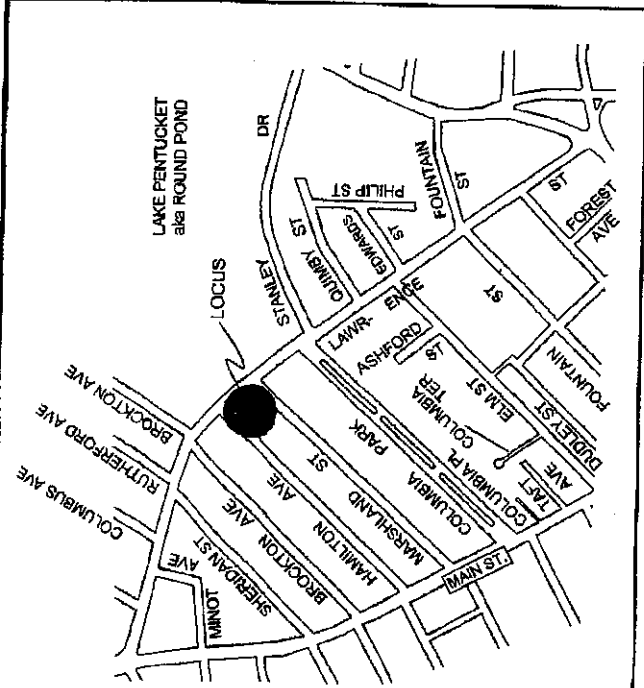 LAKE PENTUCKET
aka ROUND POND
LOCUS
STANLEY
DR
QUIMBY ST
EDWARDS
ST
PHILIP ST
FOUNTAIN
ST
ST
FOREST
AVE
BROCKTON AVE
RUTHERFORD AVE
COLUMBUS AVE
LAWR-
ENCE
ST
ASHFORD
ST
ELM ST
COLUMBIA
TER
COLUMBIA PL
COLUMBIA
PARK
MARSHLAND
ST
HAMILTON
AVE
BROCKTON
AVE
SHERIDAN ST
MINOT
AVE
MAIN ST.
TAFT
AVE
DUDLEY ST
FOUNTAIN